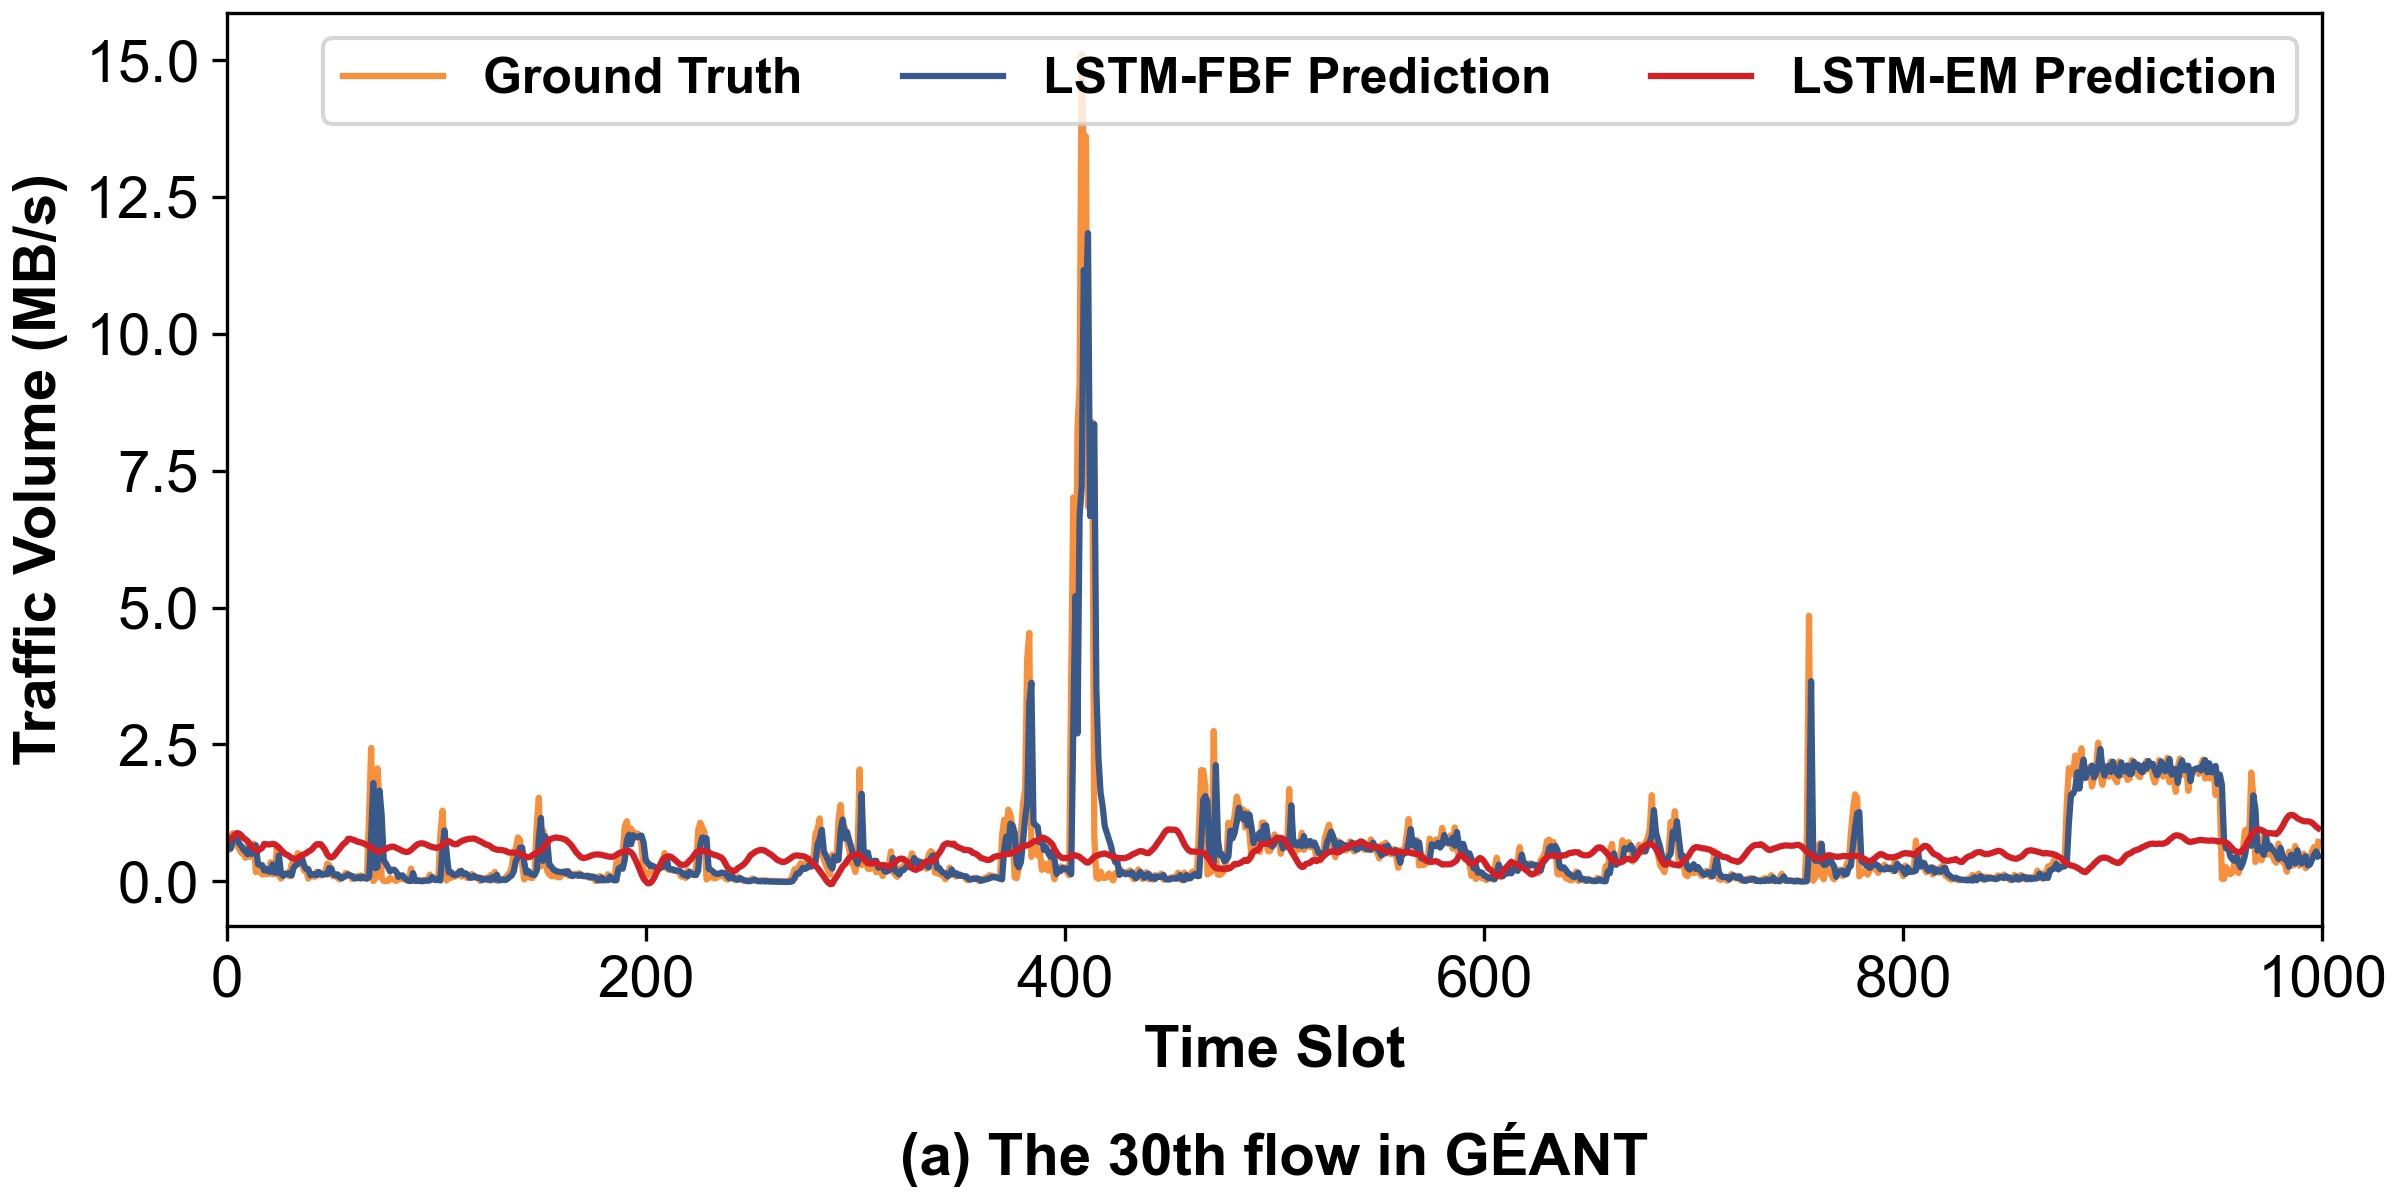 15.0
12.5
10.0
7.5
5.0
2.5
0.0
Traffic Volume (MB/s)
Ground Truth LSTM-FBF Prediction LSTM-EM Prediction
0 200 400 600 800 1000
Time Slot
(a) The 30th flow in GÉANT